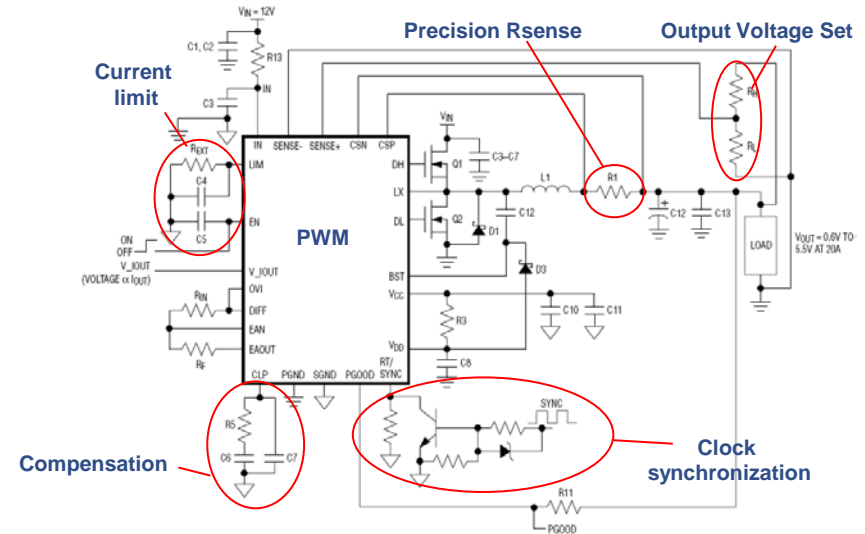 VIN = 12V
Precision Rsense
Output Voltage Set
C1, C2
R13
Current
limit
C3
IN
RH
REXT
VIN
RL
IN
SENSE-
SENSE+
CSN
CSP
C3–C7
LIM
DH
Q1
C4
L1
R1
LX
EN
C12
C12
C13
C5
DL
Q2
D1
ON
OFF
PWM
LOAD
VOUT = 0.6V TO
5.5V AT 20A
V_IOUT
(VOLTAGE α IOUT)
V_IOUT
BST
D3
OVI
RIN
VCC
DIFF
C10
C11
R3
EAN
RF
EAOUT
VDD
CLP
PGND
SGND
PGOOD
RT/
SYNC
C8
R5
SYNC
C6
C7
Compensation
Clock
synchronization
R11
PGOOD